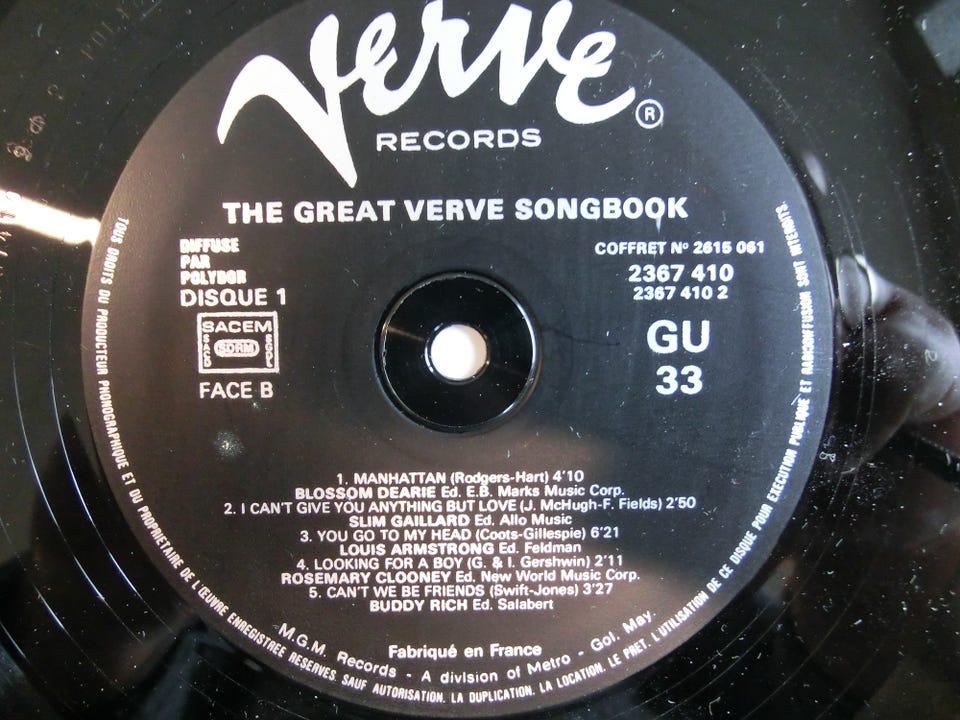 Verve
®
RECORDS
THE GREAT VERVE SONGBOOK
DIFFUSE
PAR
POLYDOR
DISQUE 1
SACEM
SACD
SDRM
SGDL
FACE B
COFFRET Nº 2615 061
2367 410
2367 410 2
GU
33
1. MANHATTAN (Rodgers-Hart) 4'10
BLOSSOM DEARIE Ed. E.B. Marks Music Corp.
2. I CAN'T GIVE YOU ANYTHING BUT LOVE (J. McHugh-F. Fields) 2'50
SLIM GAILLARD Ed. Allo Music
3. YOU GO TO MY HEAD (Coots-Gillespie) 6'21
LOUIS ARMSTRONG Ed. Feldman
4. LOOKING FOR A BOY (G. & I. Gershwin) 2'11
ROSEMARY CLOONEY Ed. New World Music Corp.
5. CAN'T WE BE FRIENDS (Swift-Jones) 3'27
BUDDY RICH Ed. Salabert
Fabriqué en France
M.G.M. Records - A division of Metro - Gol. May.
TOUS DROITS DU PRODUCTEUR PHONOGRAPHIQUE ET DU PROPRIETAIRE DE L'ŒUVRE ENREGISTREE RESERVES. SAUF AUTORISATION. LA DUPLICATION. LA LOCATION. LE PRET. L'UTILISATION DE CE DISQUE POUR EXECUTION PUBLIQUE ET RADIODIFFUSION SONT INTERDITS.